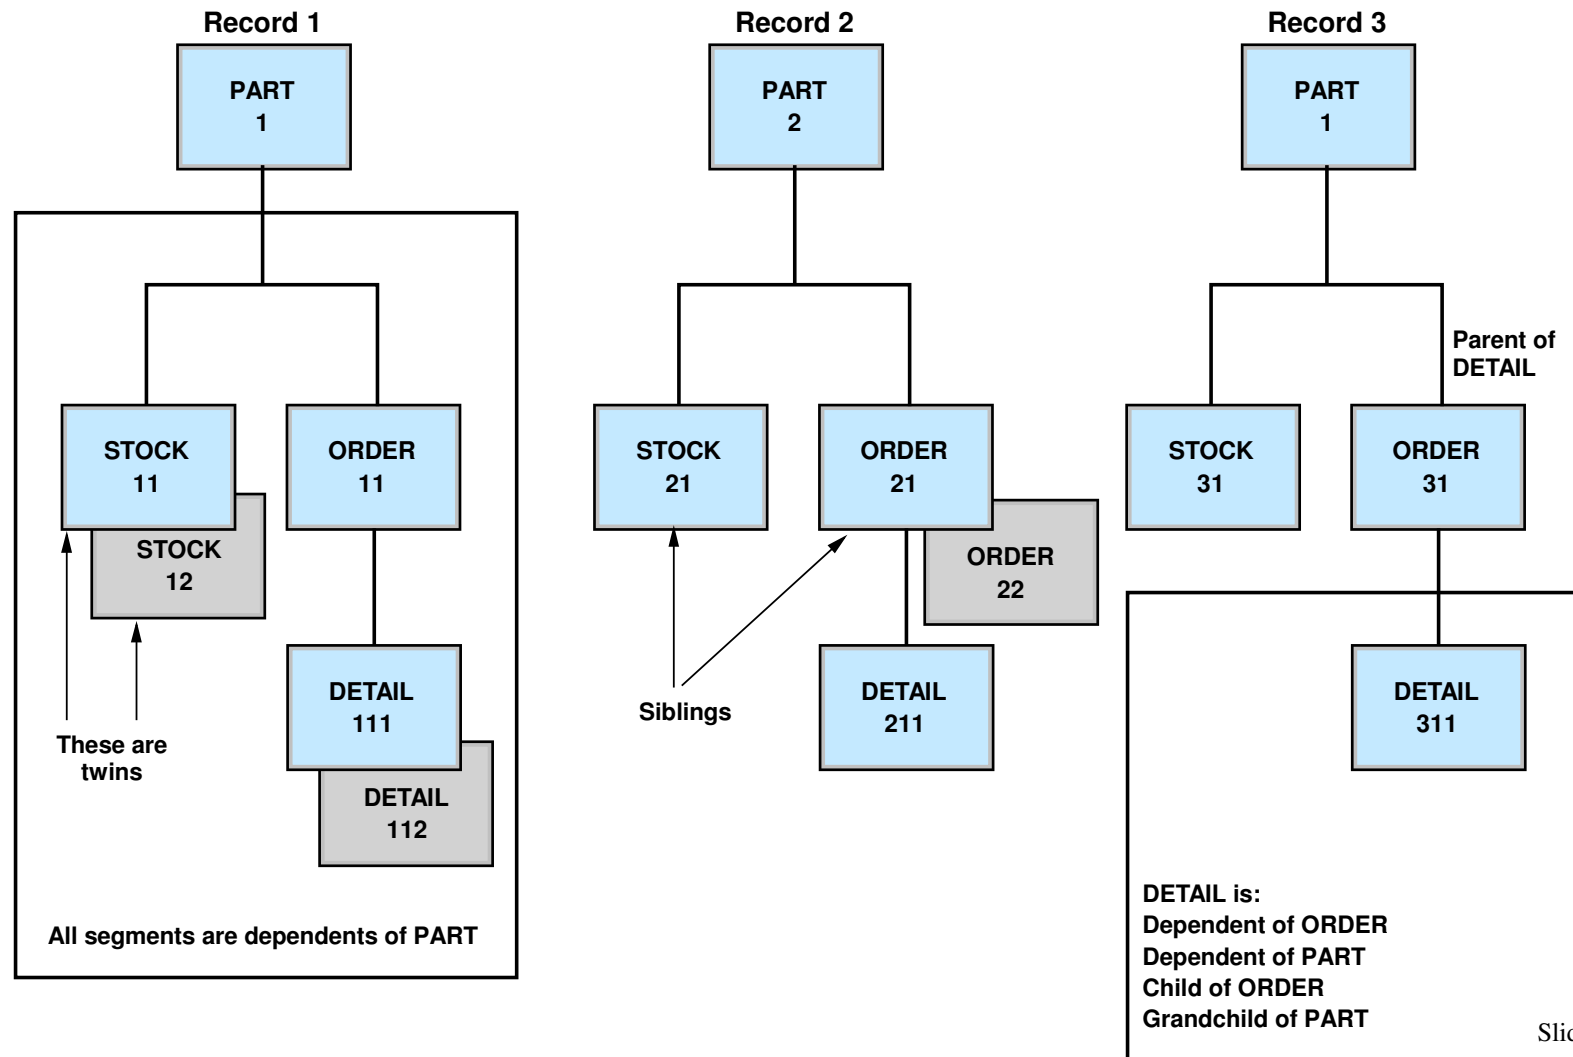 Record 1
PART
1
STOCK
11
STOCK
12
ORDER
11
DETAIL
111
DETAIL
112
These are
twins
All segments are dependents of PART
Record 2
PART
2
STOCK
21
ORDER
21
ORDER
22
DETAIL
211
Siblings
Record 3
PART
1
Parent of
DETAIL
STOCK
31
ORDER
31
DETAIL
311
DETAIL is:
Dependent of ORDER
Dependent of PART
Child of ORDER
Grandchild of PART